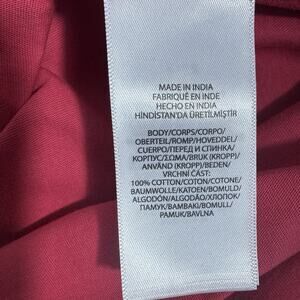 MADE IN INDIA
FABRIQUÉ EN INDE
HECHO EN INDIA
HİNDİSTAN'DA ÜRETİLMİŞTİR
BODY/CORPS/CORPO/
OBERTEIL/ROMP/HOVEDDEL/
CUERPO/ПЕРЕД И СПИНКА/
КОРПУС/ΣΩΜΑ/BRUK (KROPP)/
ANVÄND (KROPP)/BEDEN/
VRCHNÍ ČÁST:
100% COTTON/COTON/COTONE/
BAUMWOLLE/KATOEN/BOMULD/
ALGODÓN/ALGODÃO/ХЛОПОК/
ПАМУК/ΒΑΜΒΑΚΙ/BOMULL/
PAMUK/BAVLNA